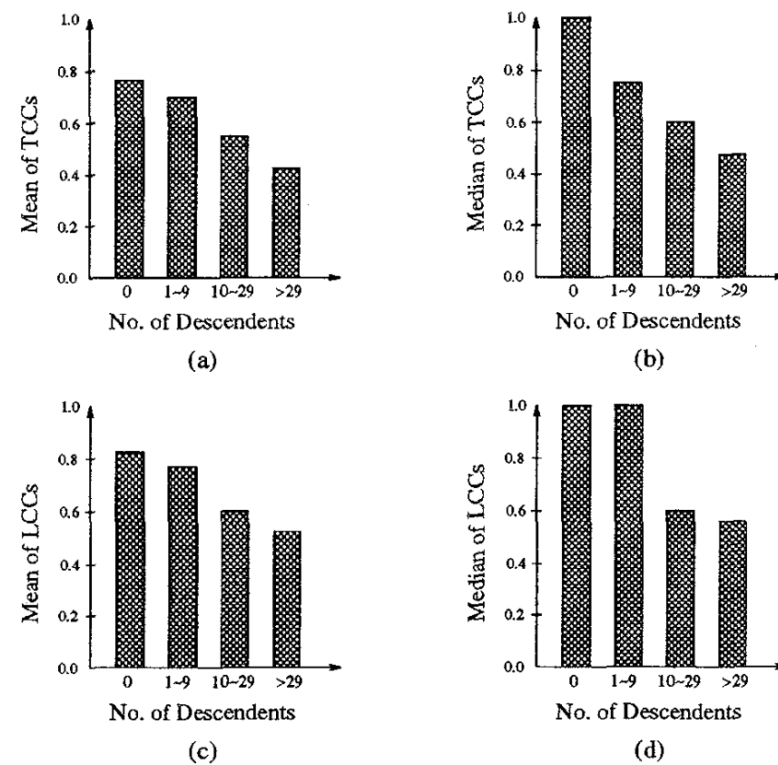 1.0
0.8
0.6
0.4
0.2
0.0
Mean of TCCs
0 1~9 10~29 >29
No. of Descendents
(a)
1.0
0.8
0.6
0.4
0.2
0.0
Median of TCCs
0 1~9 10~29 >29
No. of Descendents
(b)
1.0
0.8
0.6
0.4
0.2
0.0
Mean of LCCs
0 1~9 10~29 >29
No. of Descendents
(c)
1.0
0.8
0.6
0.4
0.2
0.0
Median of LCCs
0 1~9 10~29 >29
No. of Descendents
(d)